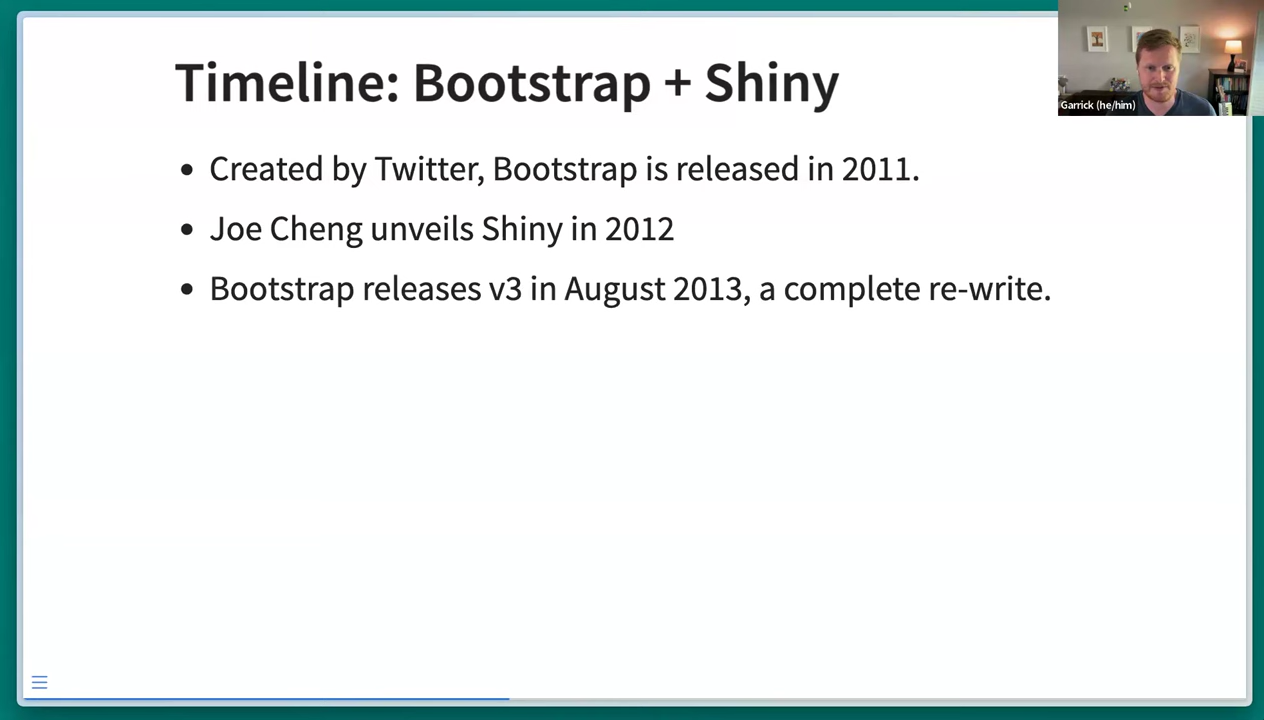 Timeline: Bootstrap + Shiny
Garrick (he/him)
• Created by Twitter, Bootstrap is released in 2011.
• Joe Cheng unveils Shiny in 2012
• Bootstrap releases v3 in August 2013, a complete re-write.